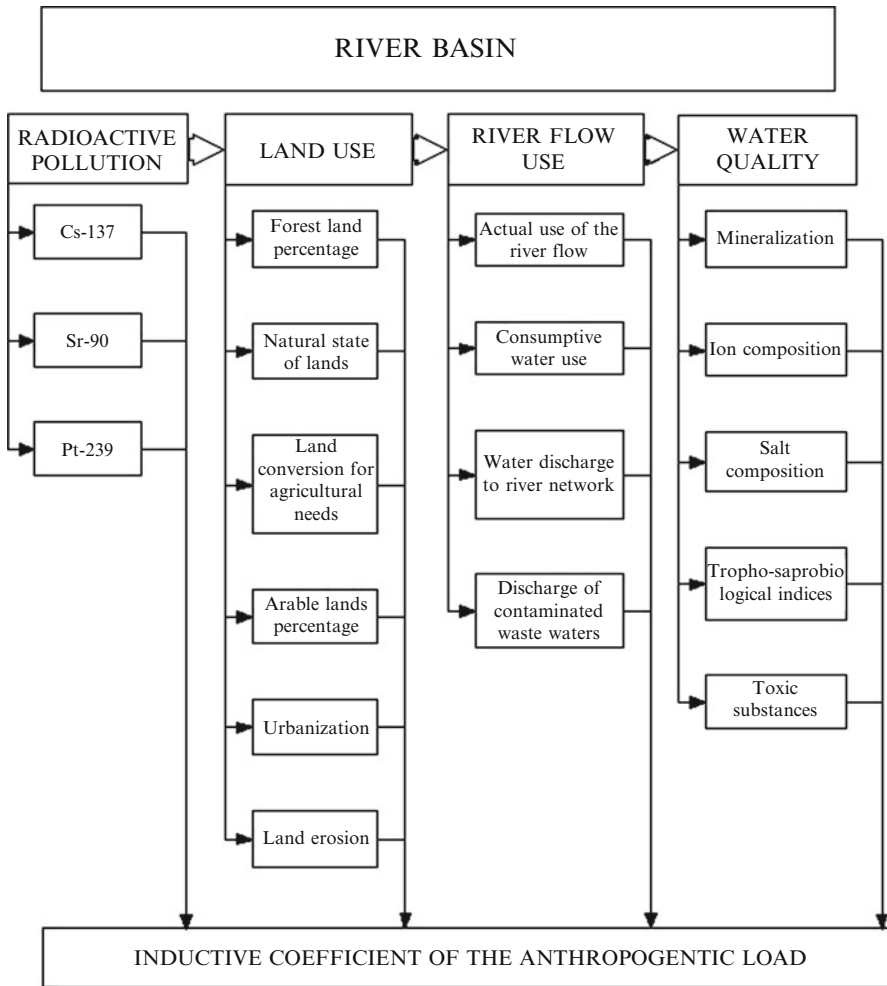 RIVER BASIN
RADIOACTIVE
POLLUTION
LAND USE
RIVER FLOW
USE
WATER
QUALITY
Cs-137
Sr-90
Pt-239
Forest land
percentage
Natural state
of lands
Land
conversion for
agricultural
needs
Arable lands
percentage
Urbanization
Land erosion
Actual use of the
river flow
Consumptive
water use
Water discharge
to river network
Discharge of
contaminated
waste waters
Mineralization
Ion composition
Salt
composition
Tropho-saprobio
logical indices
Toxic
substances
INDUCTIVE COEFFICIENT OF THE ANTHROPOGENTIC LOAD